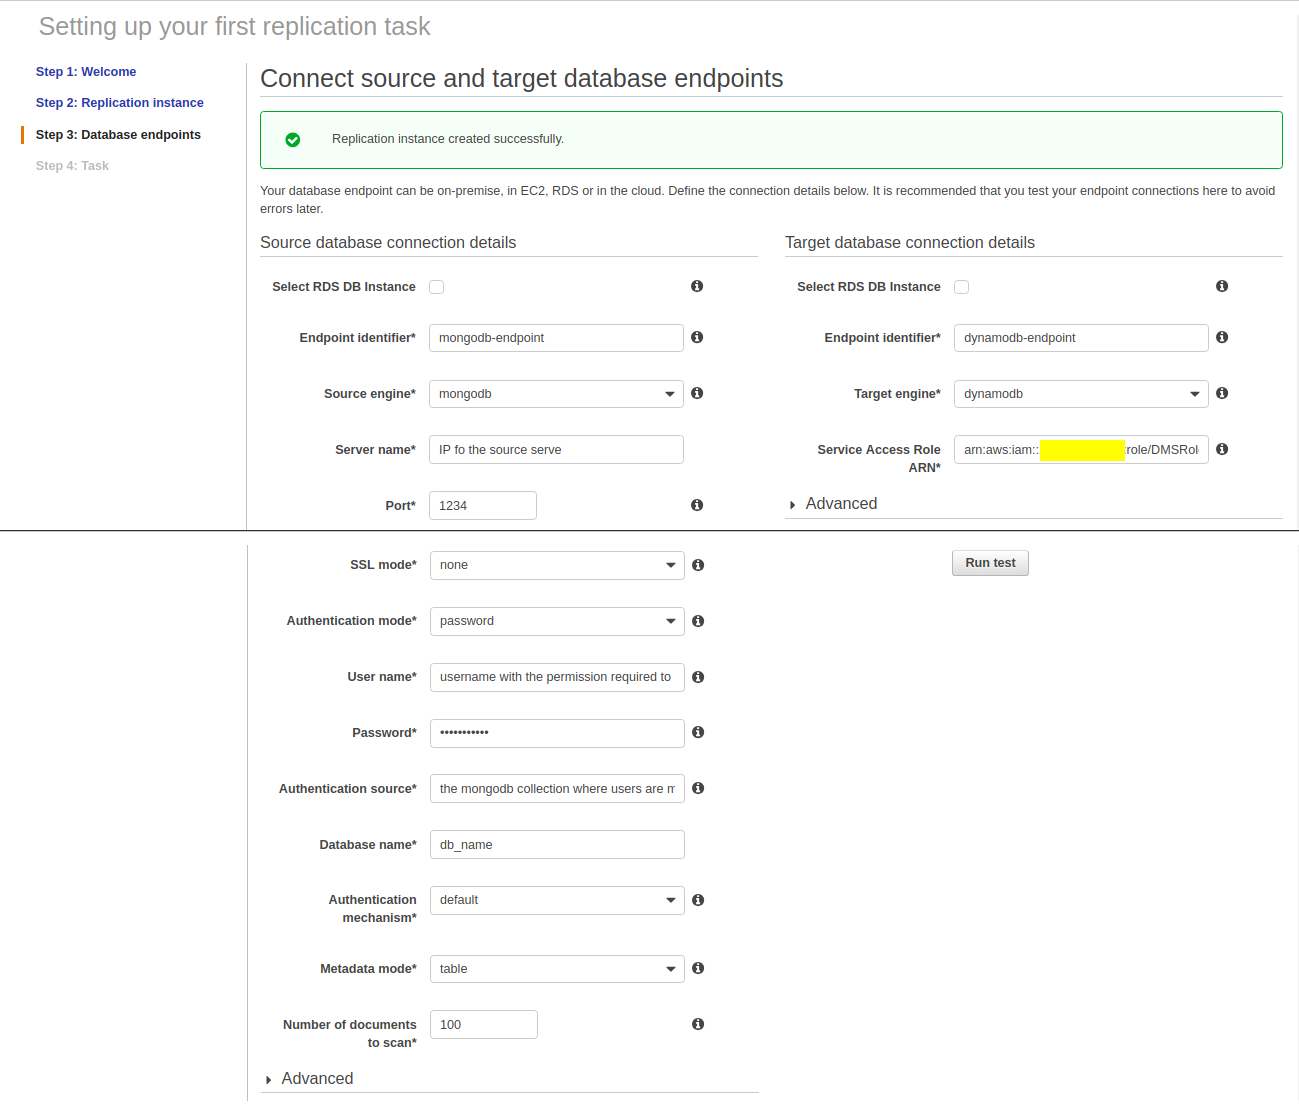 Setting up your first replication task
Step 1: Welcome
Step 2: Replication instance
Step 3: Database endpoints
Step 4: Task
Connect source and target database endpoints
Replication instance created successfully.
Your database endpoint can be on-premise, in EC2, RDS or in the cloud. Define the connection details below. It is recommended that you test your endpoint connections here to avoid
errors later.
Source database connection details
Select RDS DB Instance
Endpoint identifier* mongodb-endpoint
Source engine* mongodb
Server name* IP fo the source serve
Port* 1234
Target database connection details
Select RDS DB Instance
Endpoint identifier* dynamodb-endpoint
Target engine* dynamodb
Service Access Role
ARN*
arn:aws:iam:: :role/DMSRol
Advanced
SSL mode* none
Authentication mode* password
User name* username with the permission required to
Password* •••••••••••
Authentication source* the mongodb collection where users are m
Database name* db_name
Authentication
mechanism*
default
Metadata mode* table
Number of documents
to scan*
100
Advanced
Run test